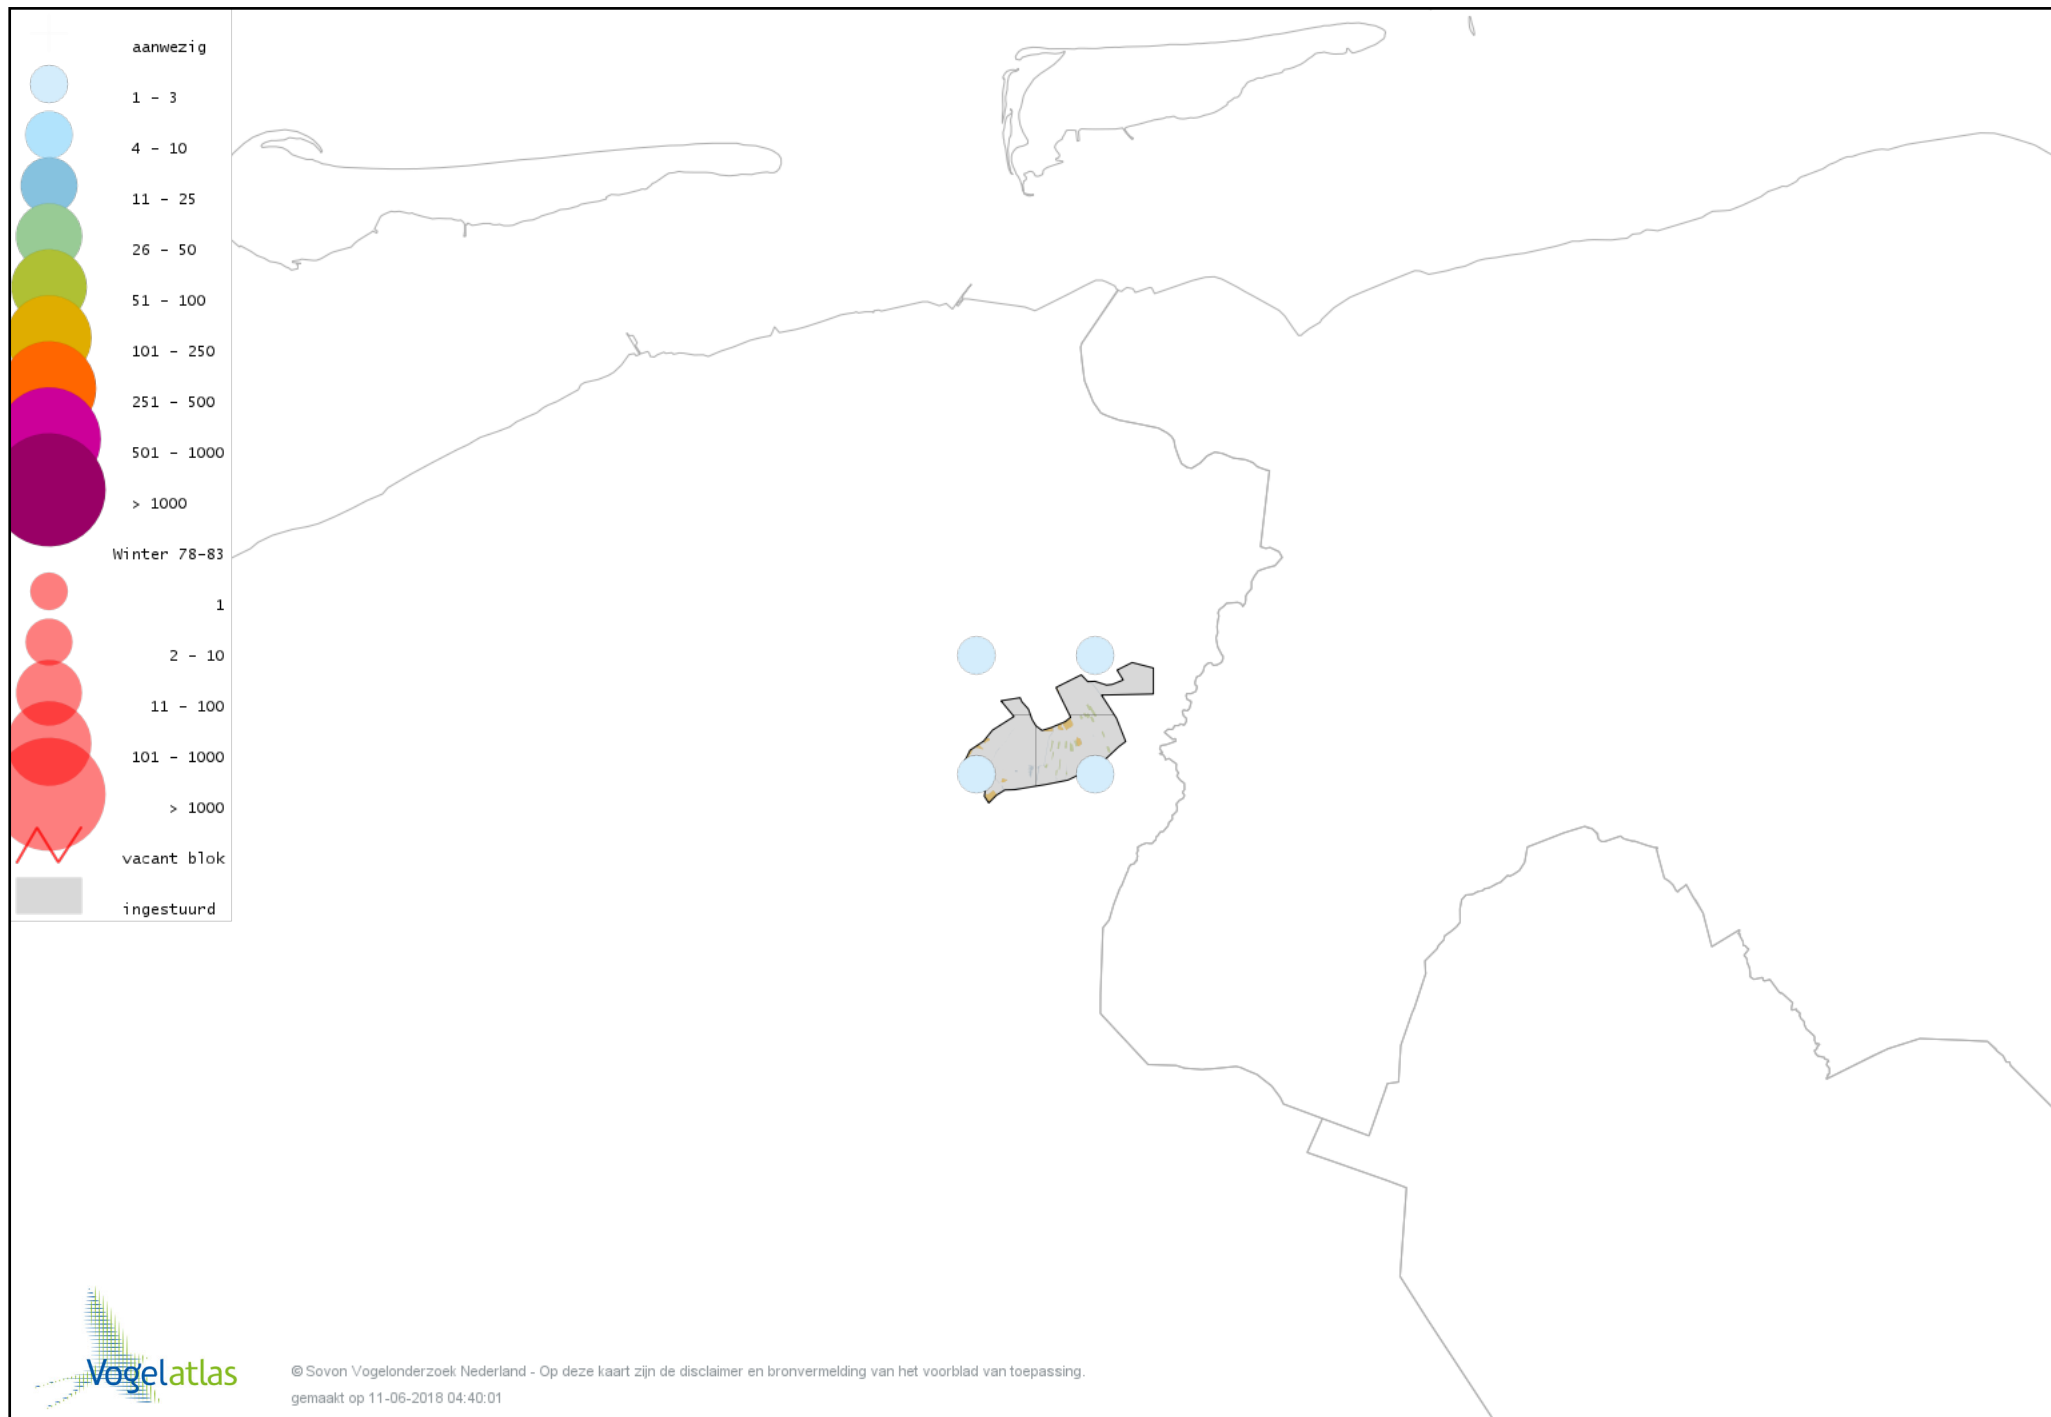 aanwezig
1 - 3
4 - 10
11 - 25
26 - 50
51 - 100
101 - 250
251 - 500
501 - 1000
> 1000
Winter 78-83
1
2 - 10
11 - 100
101 - 1000
> 1000
vacant blok
ingestuurd
Vogelatlas
© Sovon Vogelonderzoek Nederland - Op deze kaart zijn de disclaimer en bronvermelding van het voorblad van toepassing.
gemaakt op 11-06-2018 04:40:01